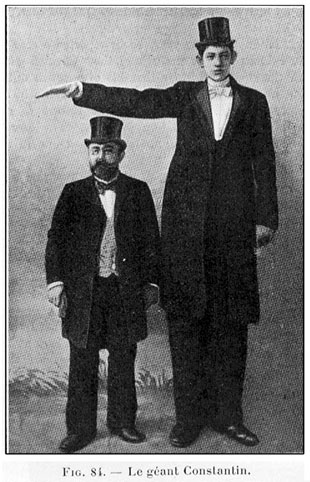 FIG. 84. — Le géant Constantin.